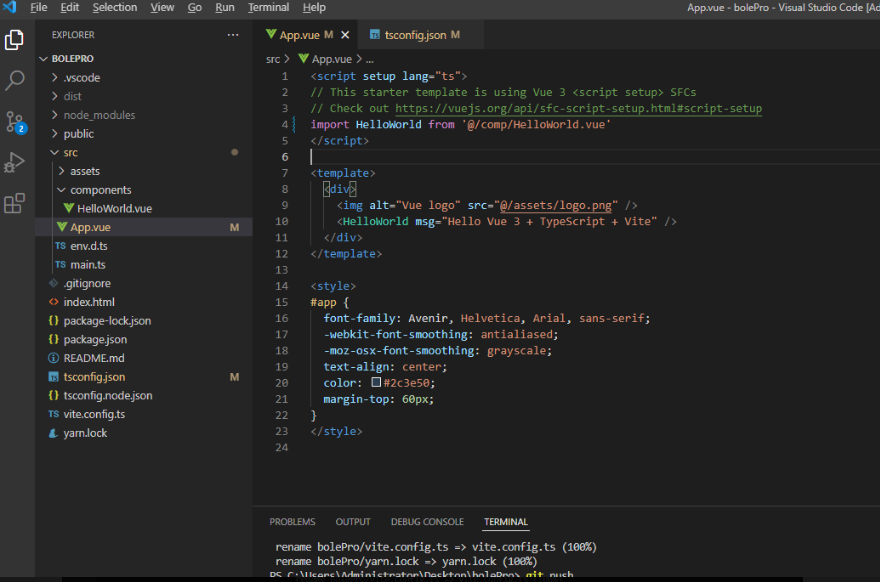 File Edit Selection View Go Run Terminal Help App.vue - bolePro - Visual Studio Code [Ad
EXPLORER ...
BOLEPRO
.vscode
dist
node_modules
public
src
assets
components
HelloWorld.vue
App.vue M
TS env.d.ts
TS main.ts
.gitignore
<> index.html
{} package-lock.json
{} package.json
README.md
TS tsconfig.json M
{} tsconfig.node.json
TS vite.config.ts
yarn.lock
2
App.vue M × TS tsconfig.json M
src > App.vue > ...
1 <script setup lang="ts">
2 // This starter template is using Vue 3 <script setup> SFCs
3 // Check out https://vuejs.org/api/sfc-script-setup.html#script-setup
4 import HelloWorld from '@/comp/HelloWorld.vue'
5 </script>
6
7 <template>
8 <div>
9 <img alt="Vue logo" src="@/assets/logo.png" />
10 <HelloWorld msg="Hello Vue 3 + TypeScript + Vite" />
11 </div>
12 </template>
13
14 <style>
15 #app {
16 font-family: Avenir, Helvetica, Arial, sans-serif;
17 -webkit-font-smoothing: antialiased;
18 -moz-osx-font-smoothing: grayscale;
19 text-align: center;
20 color: #2c3e50;
21 margin-top: 60px;
22 }
23 </style>
24
PROBLEMS OUTPUT DEBUG CONSOLE TERMINAL
rename bolePro/vite.config.ts => vite.config.ts (100%)
rename bolePro/yarn.lock => yarn.lock (100%)
PS C:\Users\Administrator\Desktop\bolePro> git push